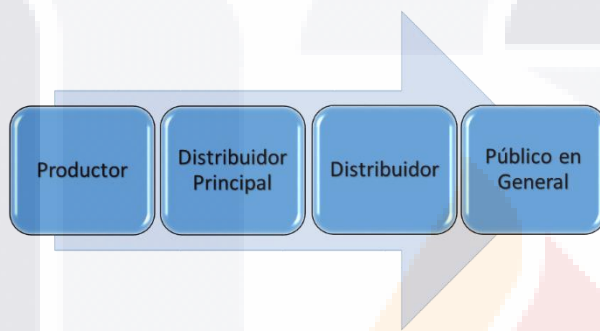 Productor
Distribuidor
Principal
Distribuidor
Público en
General